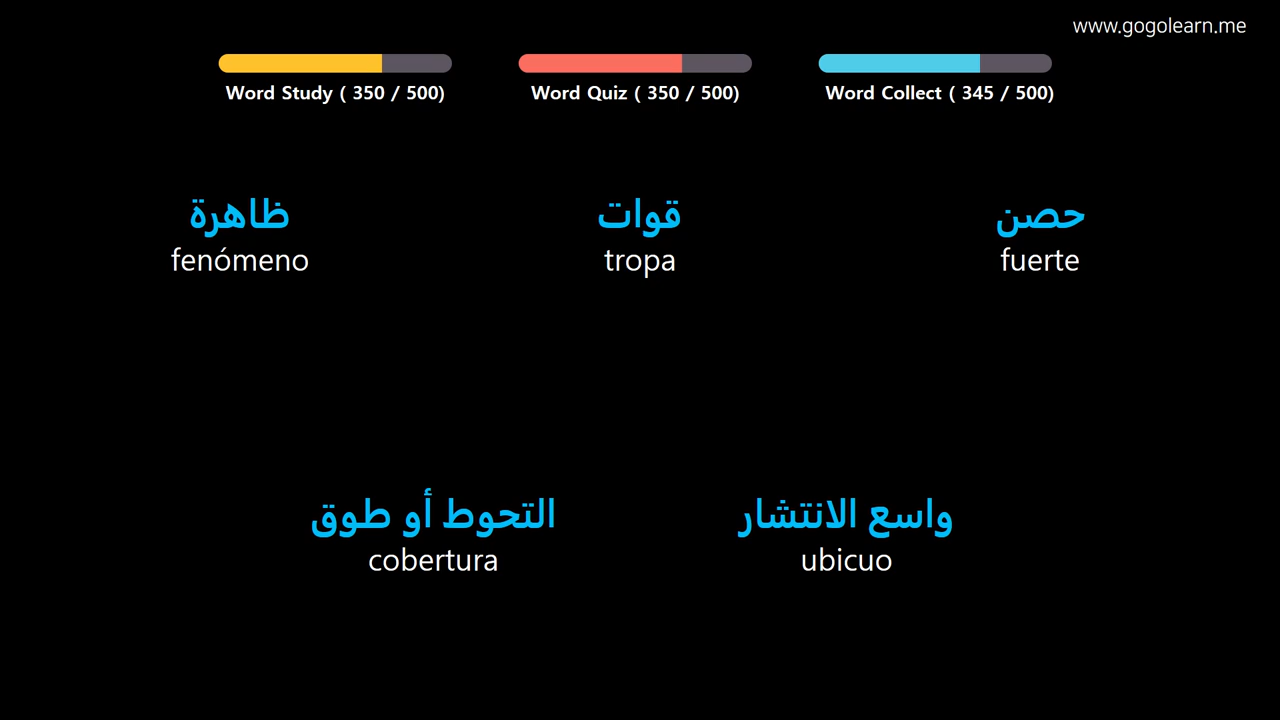 www.gogolearn.me
Word Study ( 350 / 500)
Word Quiz ( 350 / 500)
Word Collect ( 345 / 500)
ظاهرة
fenómeno
قوات
tropa
حصن
fuerte
التحوط أو طوق
cobertura
واسع الانتشار
ubicuo